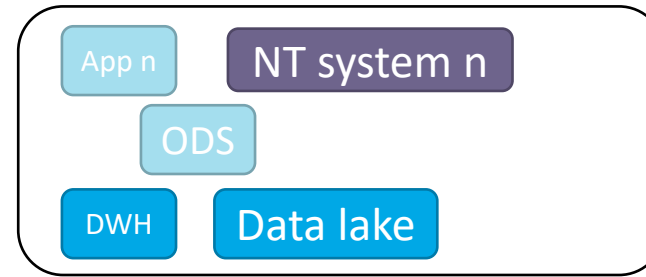 App n
NT system n
ODS
DWH
Data lake